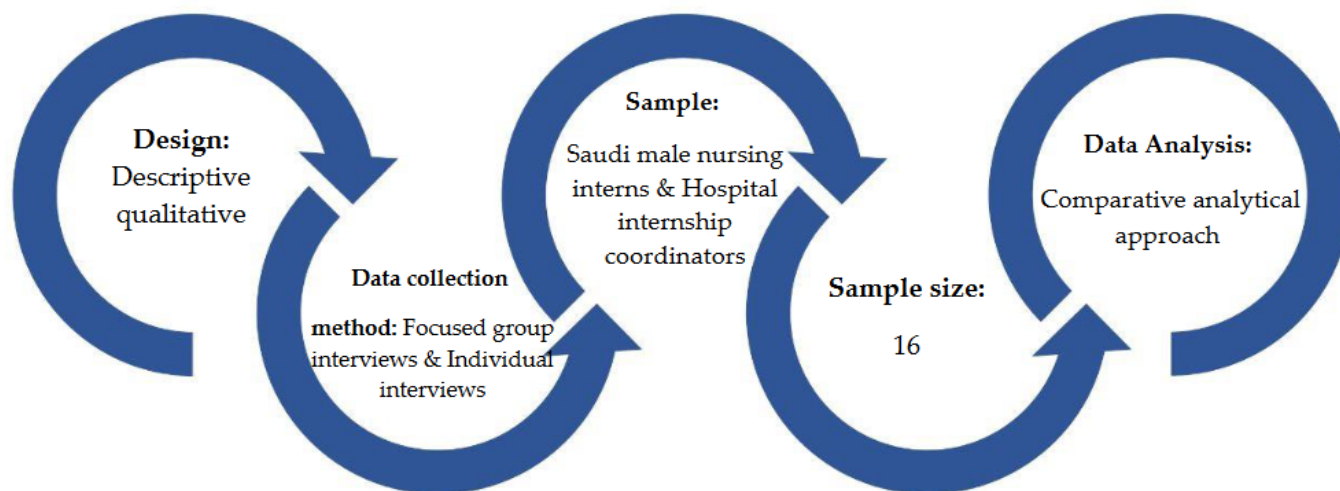 Design:
Descriptive
qualitative
Data collection
method: Focused group
interviews & Individual
interviews
Sample:
Saudi male nursing
interns & Hospital
internship
coordinators
Sample size:
16
Data Analysis:
Comparative analytical
approach